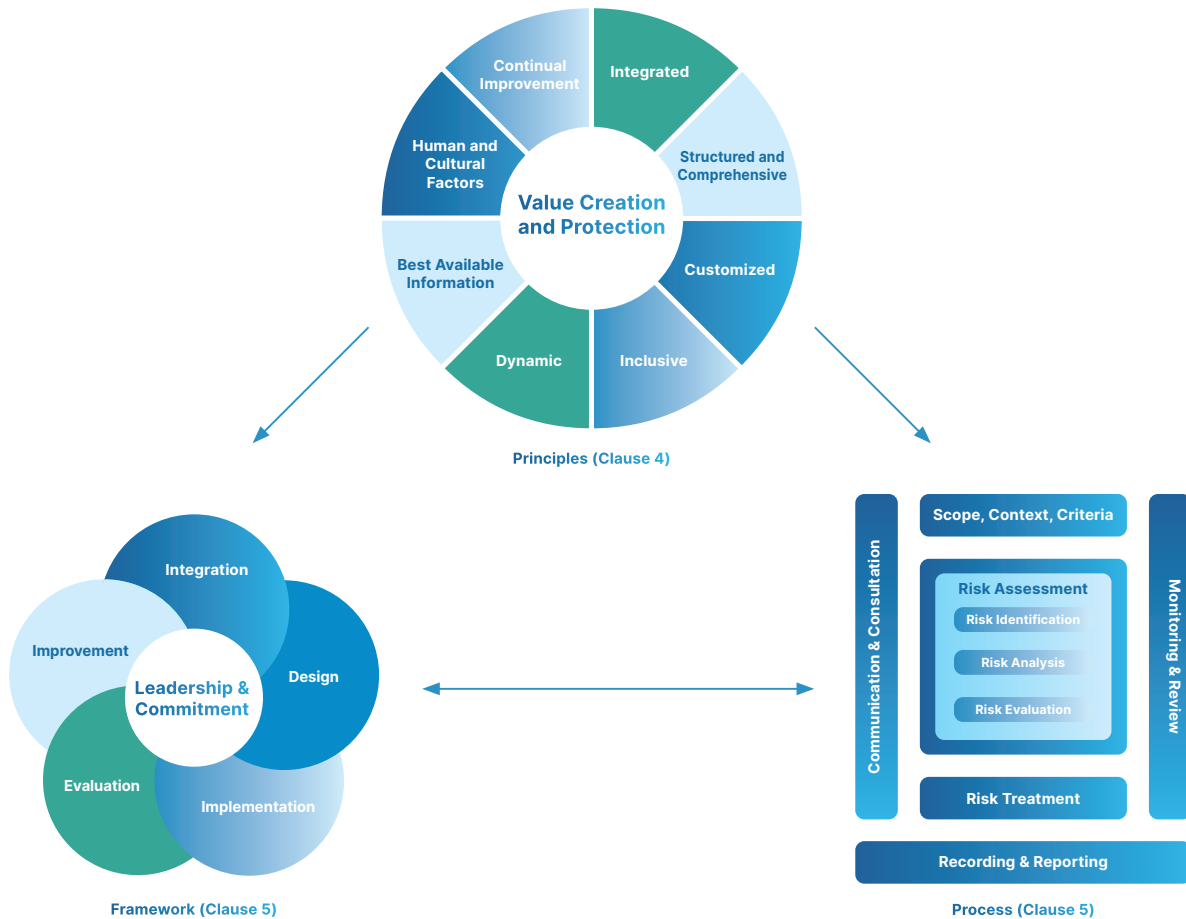 Continual
Improvement
Integrated
Human and
Cultural
Factors
Structured and
Comprehensive
Value Creation
and Protection
Best Available
Information
Customized
Dynamic
Inclusive
Principles (Clause 4)
Integration
Improvement
Design
Leadership &
Commitment
Evaluation
Implementation
Framework (Clause 5)
Communication & Consultation
Scope, Context, Criteria
Risk Assessment
Risk Identification
Risk Analysis
Risk Evaluation
Risk Treatment
Monitoring & Review
Recording & Reporting
Process (Clause 5)